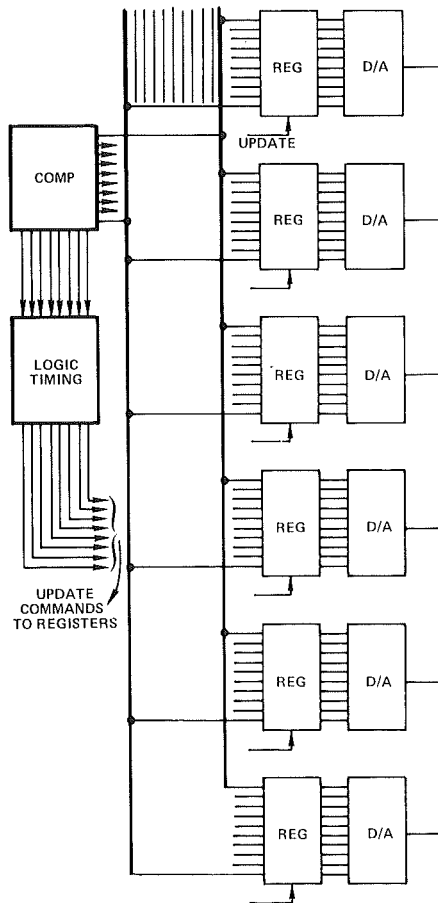 REG
D/A
UPDATE
COMP
REG
D/A
LOGIC
TIMING
REG
D/A
REG
D/A
UPDATE
COMMANDS
TO REGISTERS
REG
D/A
REG
D/A